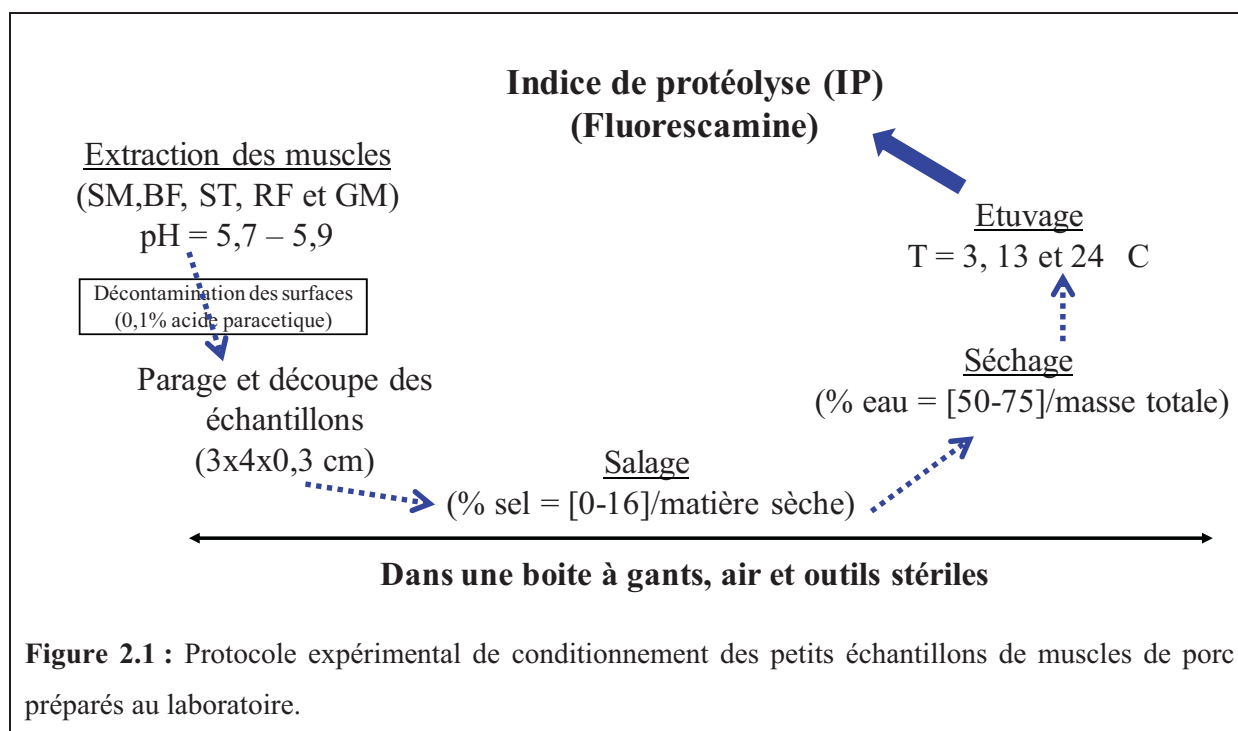 Extraction des muscles
(SM,BF, ST, RF et GM)
pH = 5,7 – 5,9
Décontamination des surfaces
(0,1% acide paracetique)
Parage et découpe des
échantillons
(3x4x0,3 cm)
Salage
(% sel = [0-16]/matière sèche)
Séchage
(% eau = [50-75]/masse totale)
Etuvage
T = 3, 13 et 24 C
Indice de protéolyse (IP)
(Fluorescamine)
Dans une boite à gants, air et outils stériles
Figure 2.1 : Protocole expérimental de conditionnement des petits échantillons de muscles de porc
préparés au laboratoire.